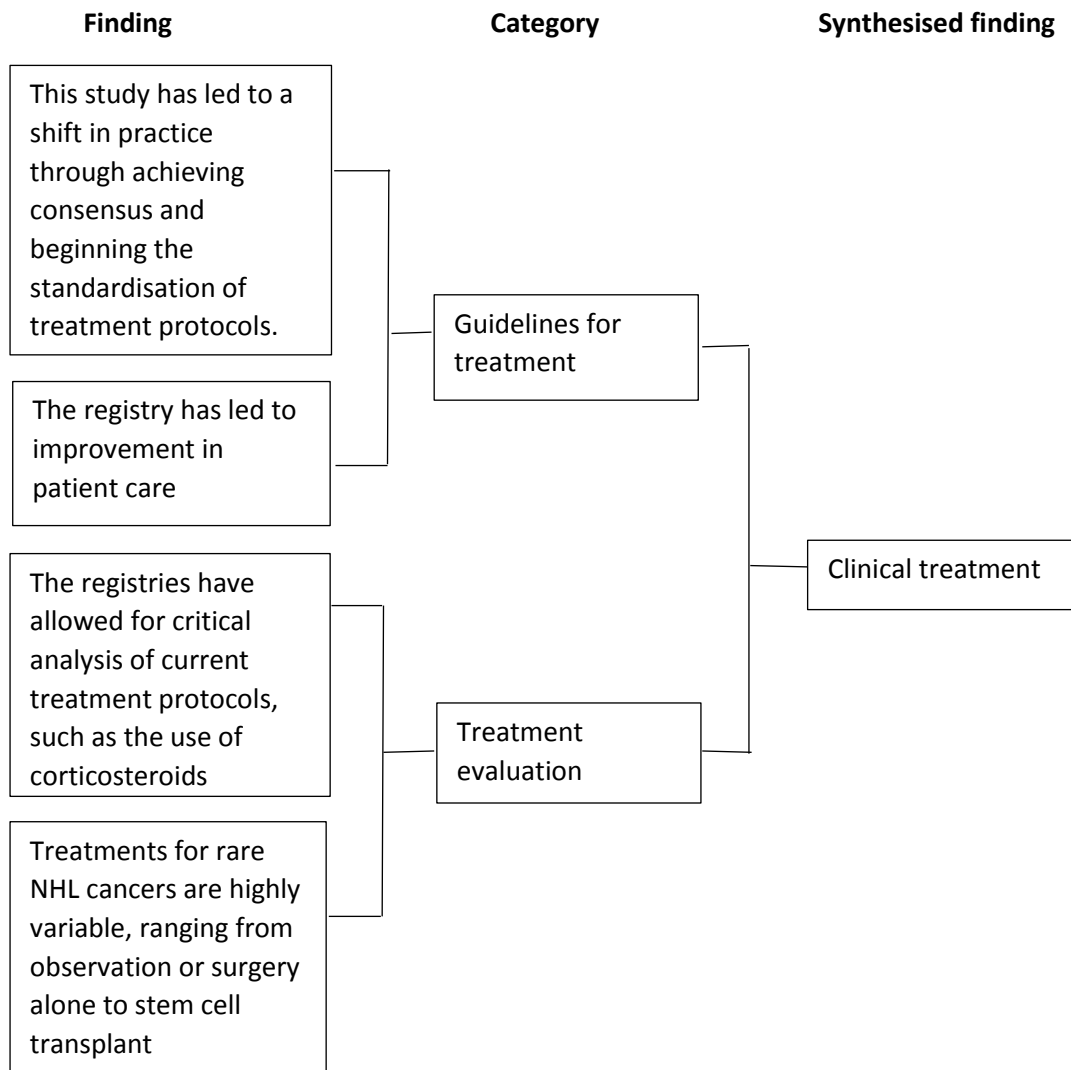 Finding
Category
Synthesised finding
This study has led to a
shift in practice
through achieving
consensus and
beginning the
standardisation of
treatment protocols.
The registry has led to
improvement in
patient care
Guidelines for
treatment
The registries have
allowed for critical
analysis of current
treatment protocols,
such as the use of
corticosteroids
Treatments for rare
NHL cancers are highly
variable, ranging from
observation or surgery
alone to stem cell
transplant
Treatment
evaluation
Clinical treatment